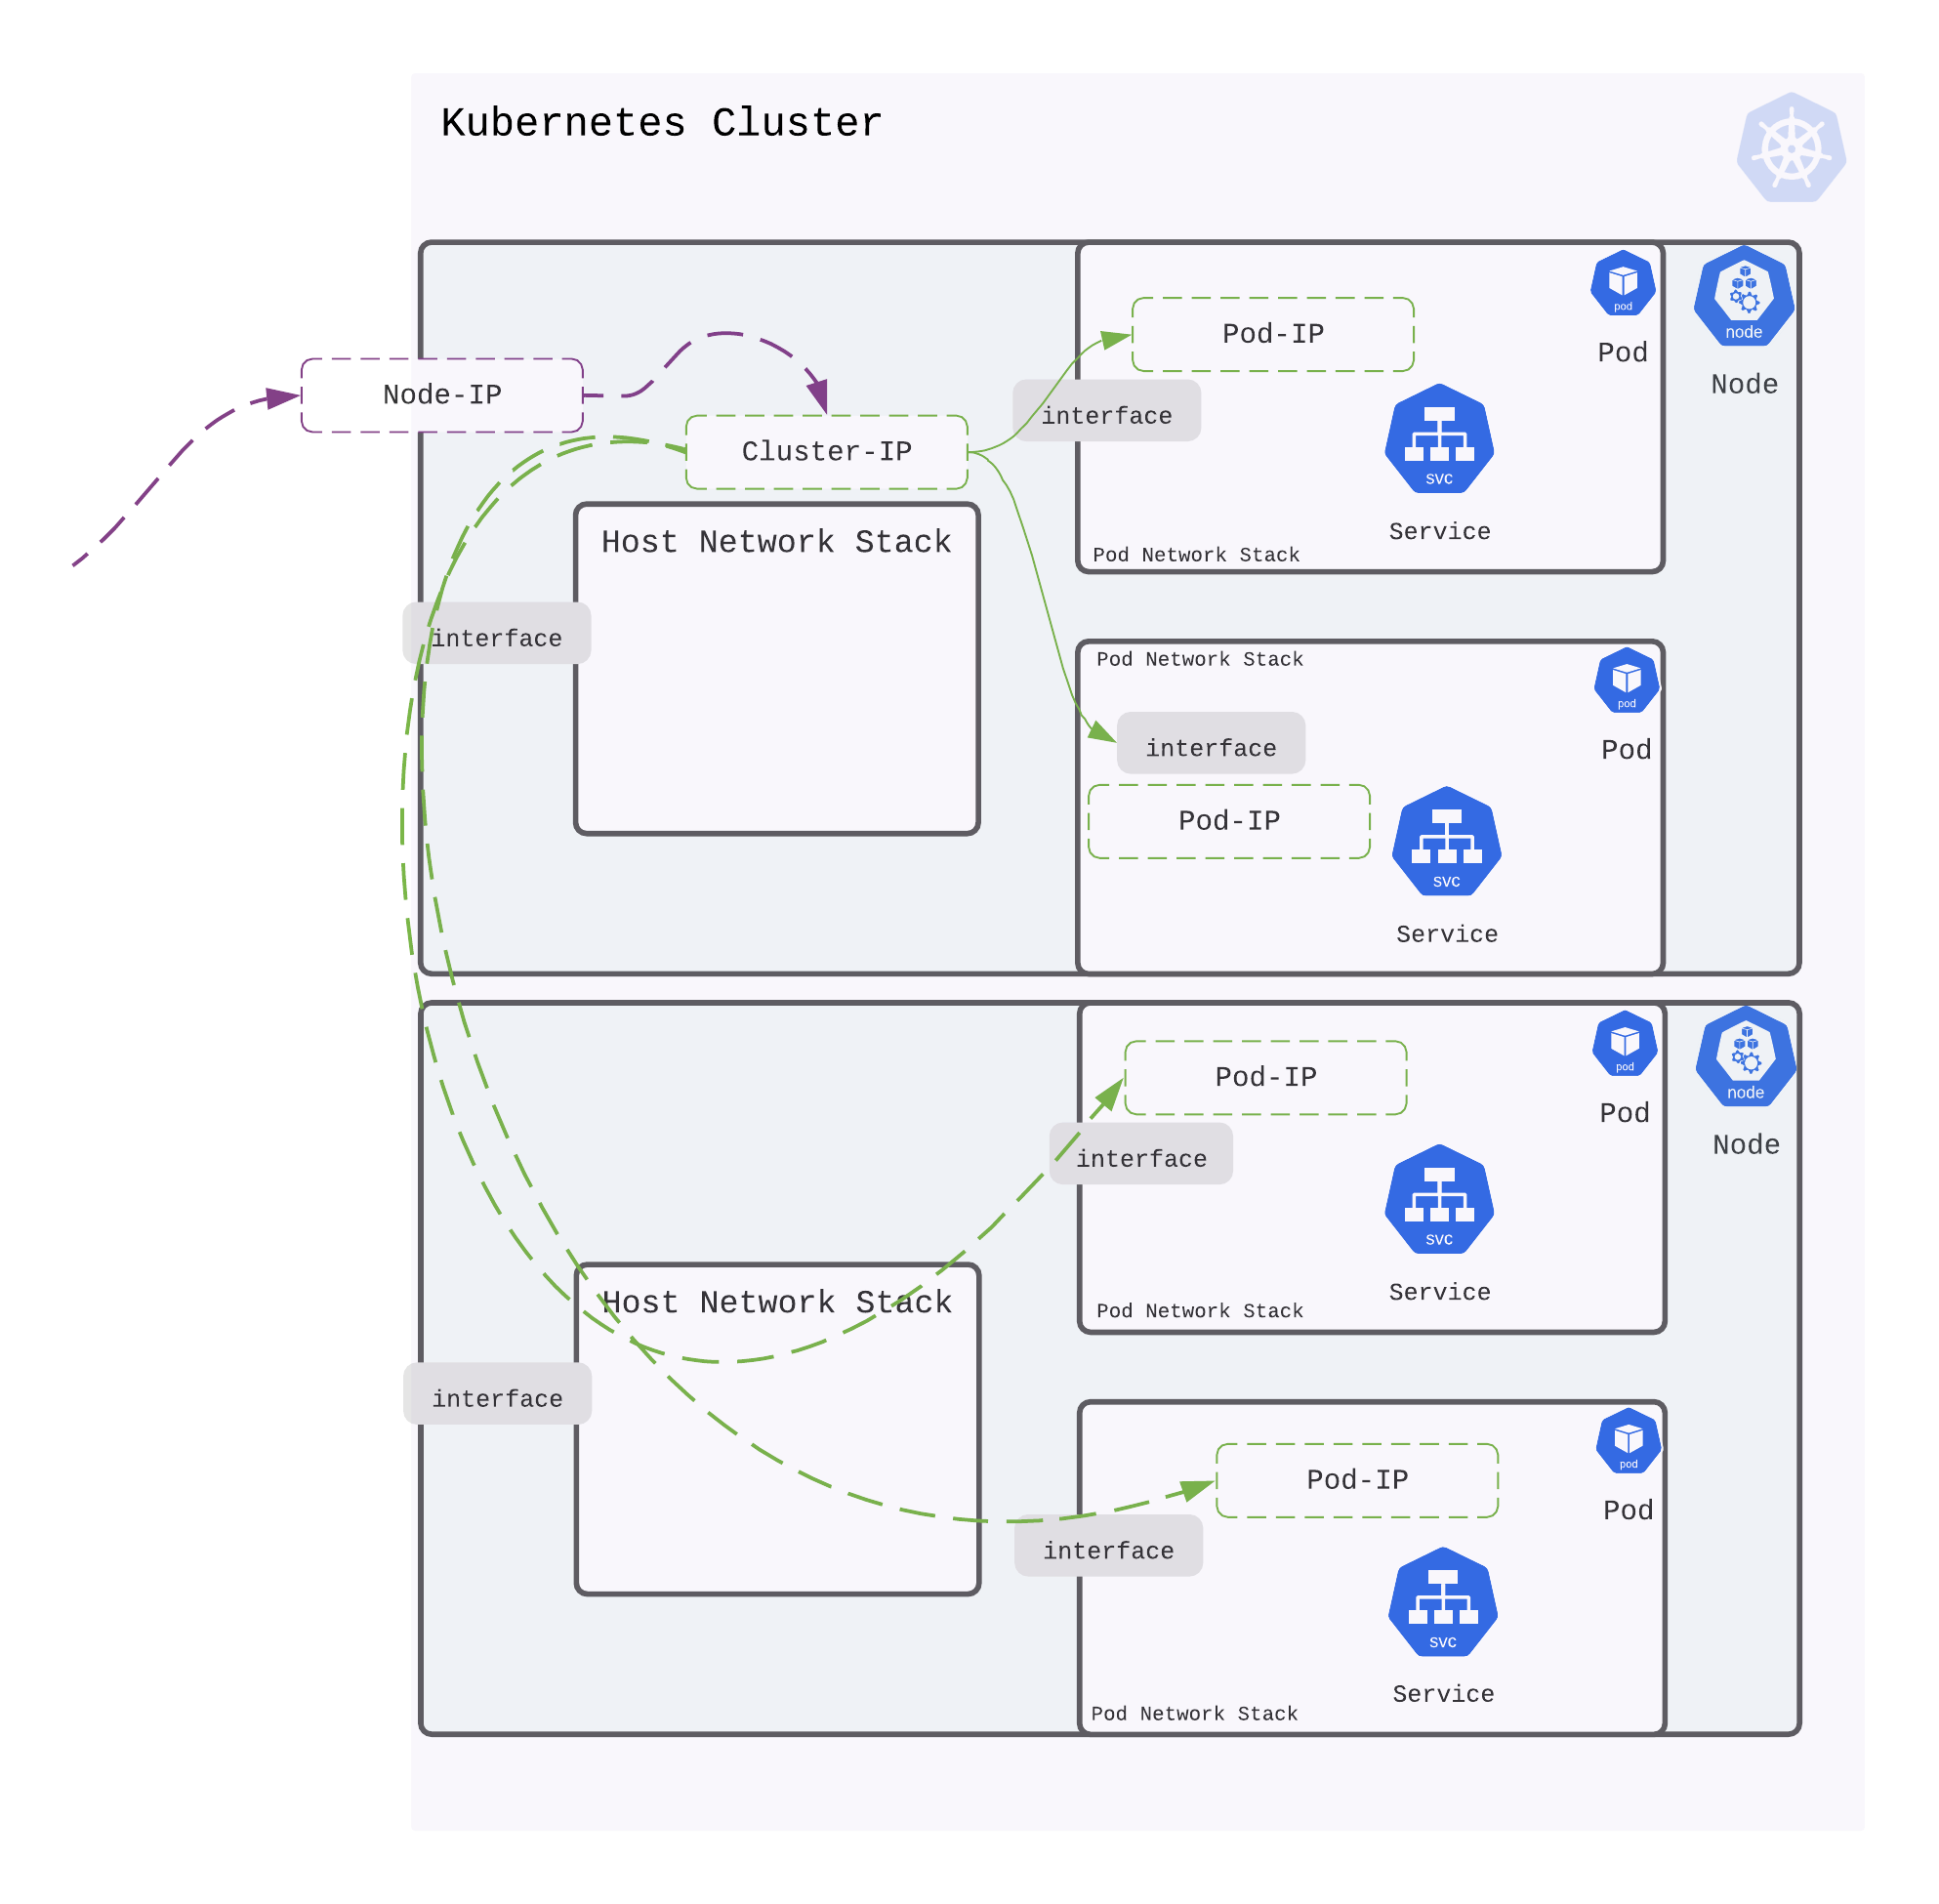 Kubernetes Cluster
pod
Pod
node
Node
Pod-IP
Node-IP
interface
Cluster-IP
svc
Service
Host Network Stack
Pod Network Stack
interface
Pod Network Stack
pod
Pod
interface
Pod-IP
svc
Service
pod
Pod
node
Node
Pod-IP
interface
svc
Service
Host Network Stack
Pod Network Stack
interface
pod
Pod
Pod-IP
interface
svc
Service
Pod Network Stack